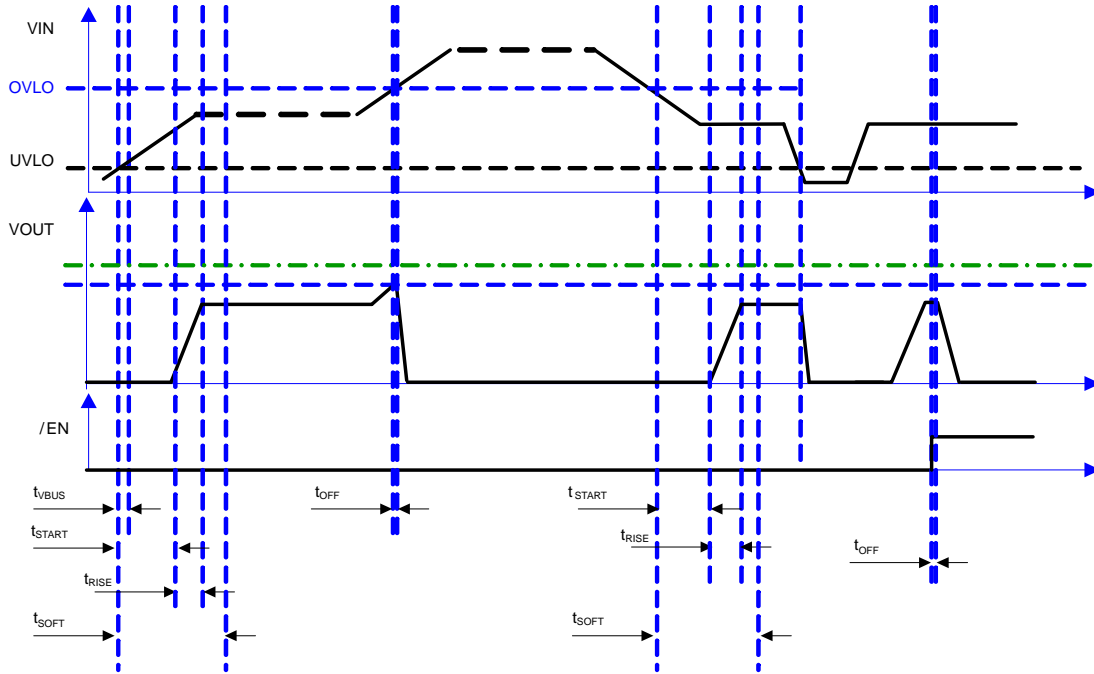 VIN
OVLO
UVLO
VOUT
/EN
tVBUS
tOFF
tSTART
tSTART
tRISE
tOFF
tRISE
tSOFT
tSOFT